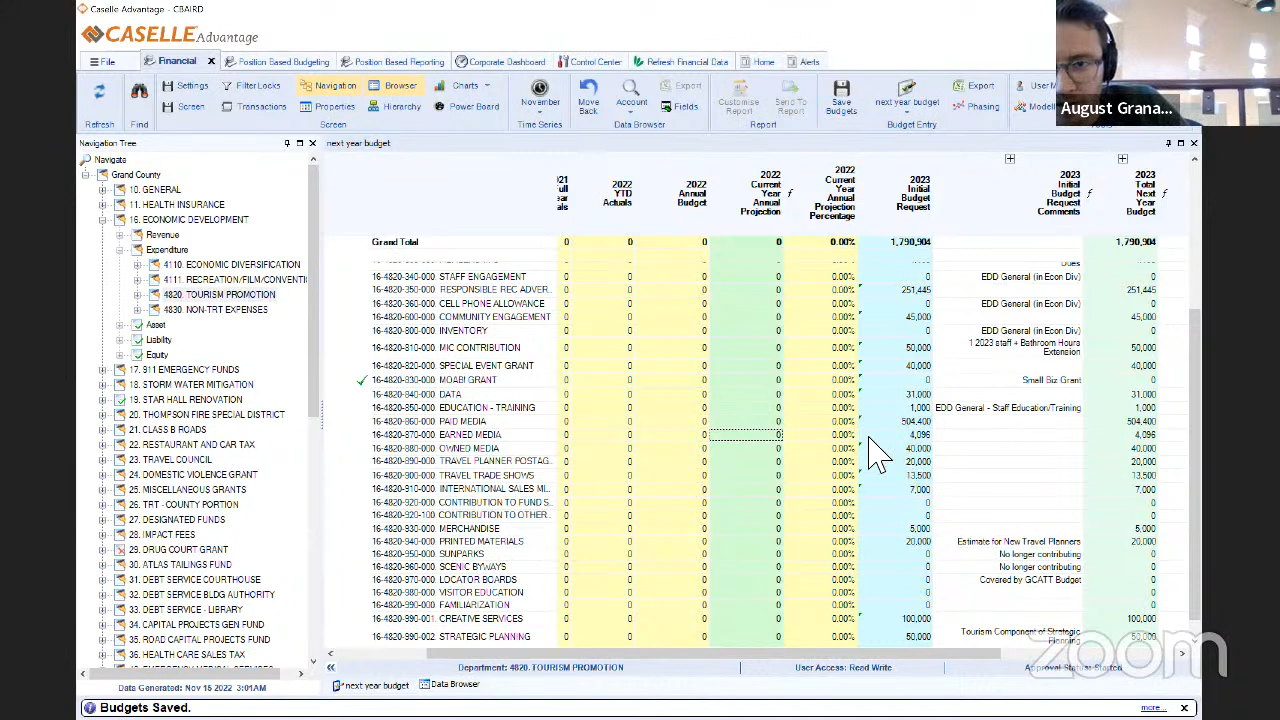 Caselle Advantage - CBAIRD
CASELLE Advantage
File Financial X Position Based Budgeting Position Based Reporting Corporate Dashboard Control Center Refresh Financial Data Home Alerts
Settings Filter Locks Navigation Browser Charts Export Export
Screen Transactions Properties Hierarchy Power Board Fields Phasing
Refresh Find November Move Back Account Customise Report Send To Report Save Budgets next year budget
Screen Time Series Data Browser Report Budget Entry
August Grana...
Navigation Tree
Navigate
Grand County
10. GENERAL
11. HEALTH INSURANCE
16. ECONOMIC DEVELOPMENT
Revenue
Expenditure
4110. ECONOMIC DIVERSIFICATION
4111. RECREATION/FILM/CONVENTI
4820. TOURISM PROMOTION
4830. NON-TRT EXPENSES
Asset
Liability
Equity
17. 911 EMERGENCY FUNDS
18. STORM WATER MITIGATION
19. STAR HALL RENOVATION
20. THOMPSON FIRE SPECIAL DISTRICT
21. CLASS B ROADS
22. RESTAURANT AND CAR TAX
23. TRAVEL COUNCIL
24. DOMESTIC VIOLENCE GRANT
25. MISCELLANEOUS GRANTS
26. TRT - COUNTY PORTION
27. DESIGNATED FUNDS
28. IMPACT FEES
29. DRUG COURT GRANT
30. ATLAS TAILINGS FUND
31. DEBT SERVICE COURTHOUSE
32. DEBT SERVICE BLDG AUTHORITY
33. DEBT SERVICE - LIBRARY
34. CAPITAL PROJECTS GEN FUND
35. ROAD CAPITAL PROJECTS FUND
36. HEALTH CARE SALES TAX
Data Generated: Nov 15 2022, 3:01AM
next year budget
2022 YTD Actuals
2022 Annual Budget
2022 Current Year Annual Projection
2022 Current Year Annual Projection Percentage
2023 Initial Budget Request
2023 Initial Budget Request Comments
2023 Total Next Year Budget
Grand Total 0 0 0 0 0.00% 1,790,904 1,790,904
Dues
16-4820-340-000 STAFF ENGAGEMENT 0 0 0 0 0.00% 0 EDD General (in Econ Div) 0
16-4820-350-000 RESPONSIBLE REC ADVER... 0 0 0 0 0.00% 251,445 251,445
16-4820-360-000 CELL PHONE ALLOWANCE 0 0 0 0 0.00% 0 EDD General (in Econ Div) 0
16-4820-600-000 COMMUNITY ENGAGEMENT 0 0 0 0 0.00% 45,000 45,000
16-4820-800-000 INVENTORY 0 0 0 0 0.00% 0 EDD General (in Econ Div) 0
16-4820-810-000 MIC CONTRIBUTION 0 0 0 0 0.00% 50,000 1 2023 staff + Bathroom Hours Extension 50,000
16-4820-820-000 SPECIAL EVENT GRANT 0 0 0 0 0.00% 40,000 40,000
16-4820-830-000 MOAB! GRANT 0 0 0 0 0.00% 0 Small Biz Grant 0
16-4820-840-000 DATA 0 0 0 0 0.00% 31,000 31,000
16-4820-850-000 EDUCATION - TRAINING 0 0 0 0 0.00% 1,000 EDD General - Staff Education/Training 1,000
16-4820-860-000 PAID MEDIA 0 0 0 0 0.00% 504,400 504,400
16-4820-870-000 EARNED MEDIA 0 0 0 0 0.00% 4,096 4,096
16-4820-880-000 OWNED MEDIA 0 0 0 0 0.00% 40,000 40,000
16-4820-890-000 TRAVEL PLANNER POSTAG... 0 0 0 0 0.00% 20,000 20,000
16-4820-900-000 TRAVEL TRADE SHOWS 0 0 0 0 0.00% 13,500 13,500
16-4820-910-000 INTERNATIONAL SALES MI... 0 0 0 0 0.00% 7,000 7,000
16-4820-920-000 CONTRIBUTION TO FUND S... 0 0 0 0 0.00% 0 0
16-4820-920-100 CONTRIBUTION TO OTHER... 0 0 0 0 0.00% 0 0
16-4820-930-000 MERCHANDISE 0 0 0 0 0.00% 5,000 5,000
16-4820-940-000 PRINTED MATERIALS 0 0 0 0 0.00% 20,000 Estimate for New Travel Planners 20,000
16-4820-950-000 SUNPARKS 0 0 0 0 0.00% 0 No longer contributing 0
16-4820-960-000 SCENIC BYWAYS 0 0 0 0 0.00% 0 No longer contributing 0
16-4820-970-000 LOCATOR BOARDS 0 0 0 0 0.00% 0 Covered by GCATT Budget 0
16-4820-980-000 VISITOR EDUCATION 0 0 0 0 0.00% 0 0
16-4820-990-000 FAMILIARIZATION 0 0 0 0 0.00% 0 0
16-4820-990-001 CREATIVE SERVICES 0 0 0 0 0.00% 100,000 100,000
16-4820-990-002 STRATEGIC PLANNING 0 0 0 0 0.00% 50,000 Tourism Component of Strategic Planning 50,000
Department: 4820. TOURISM PROMOTION User Access: Read Write Approval Status: Started
next year budget Data Browser
zoom
Budgets Saved. more...